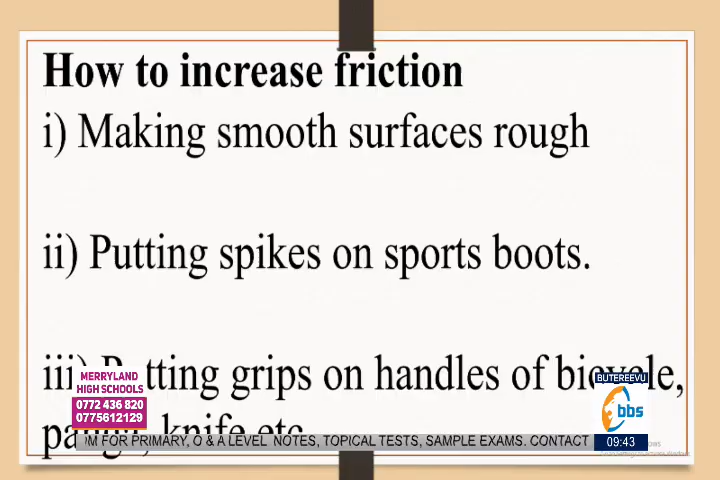 How to increase friction
i) Making smooth surfaces rough
ii) Putting spikes on sports boots.
iii) Putting grips on handles of bicycle,
panga, knife etc
MERRYLAND
HIGH SCHOOLS
0772 436 820
0775612129
BUTEREEVU
bbs
09:43
OM FOR PRIMARY, O & A LEVEL NOTES, TOPICAL TESTS, SAMPLE EXAMS. CONTACT